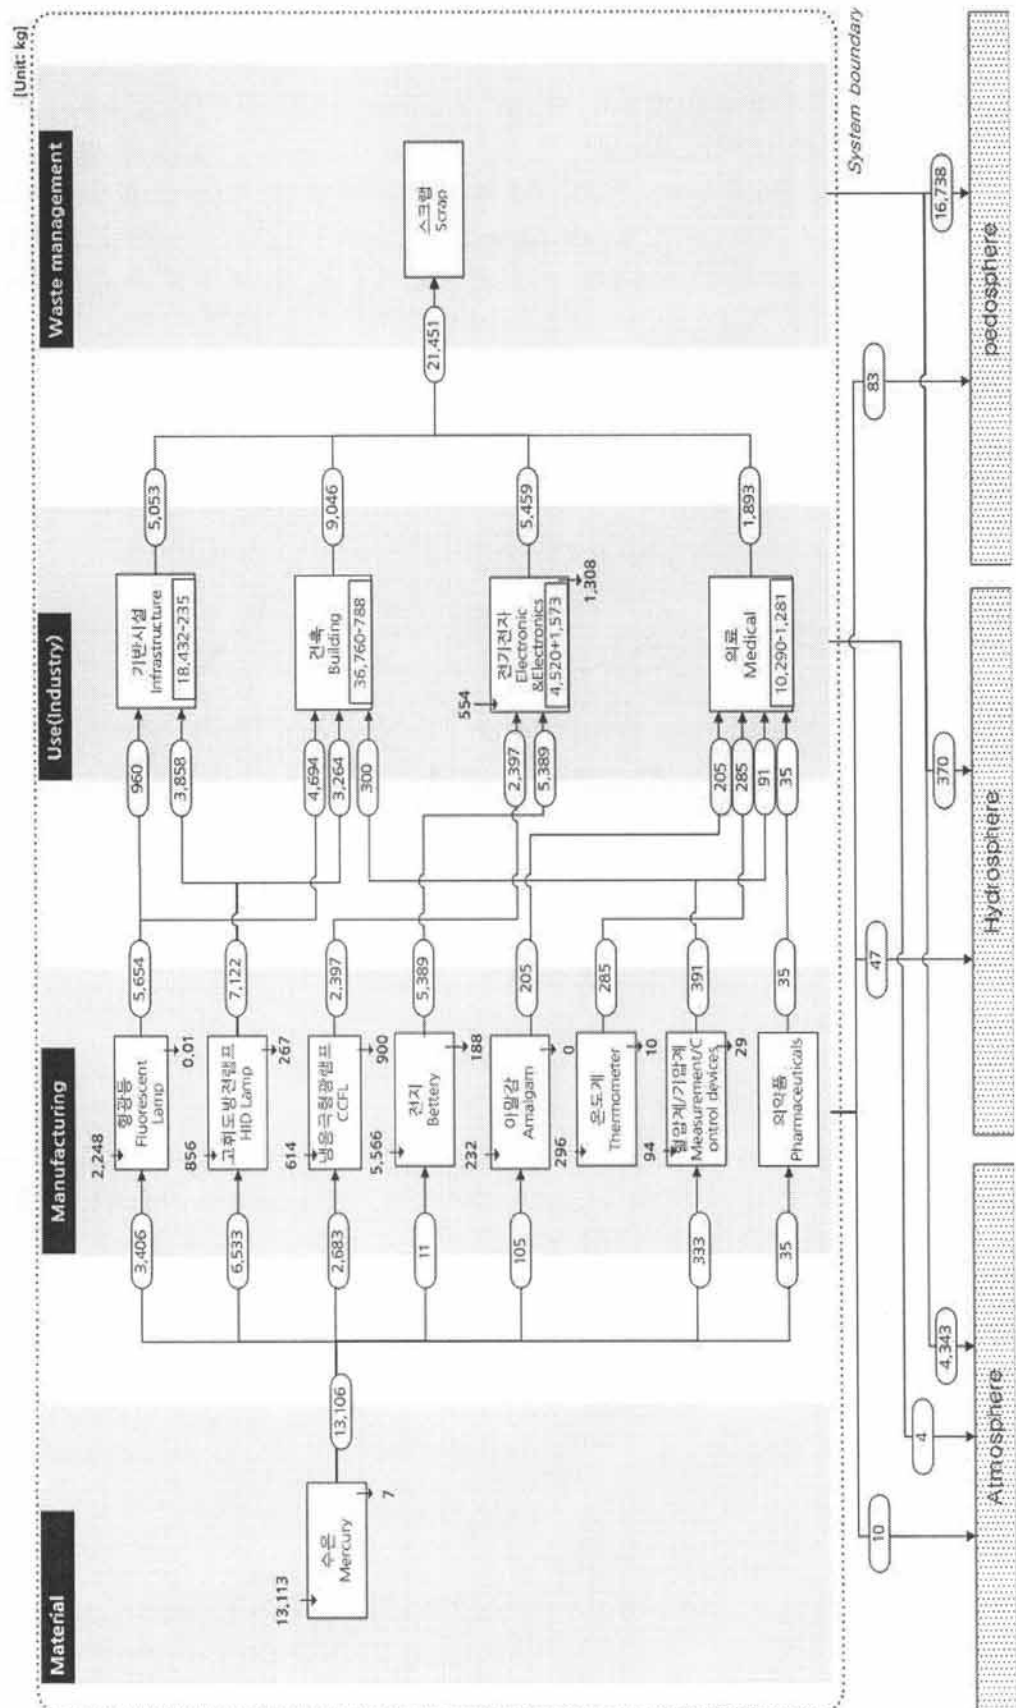 [Unit: kg]
Material
Manufacturing
Use(Industry)
Waste management
13,113
수은
Mercury
7
13,106
3,406
6,533
2,683
11
105
333
35
2,248
형광등
Fluorescent
Lamp
0.01
856
고휘도방전램프
HID Lamp
267
614
냉음극형광램프
CCFL
900
5,566
전지
Bettery
188
232
아말감
Amalgam
0
296
온도계
Thermometer
10
94
혈압계/기압계
Measurement/C
ontrol devices
29
의약품
Pharmaceuticals
5,654
7,122
2,397
5,389
205
285
391
35
960
3,858
4,694
3,264
300
2,397
5,389
205
285
91
35
기반시설
Infrastructure
18,432-235
건축
Building
36,760-788
554
전기·전자
Electronic
&Electronics
4,520+1,573
1,308
의료
Medical
10,290-1,281
5,053
9,046
5,459
1,893
21,451
스크랩
Scrap
System boundary
10
4
4,343
47
370
83
16,738
Atmosphere
Hydrosphere
pedosphere